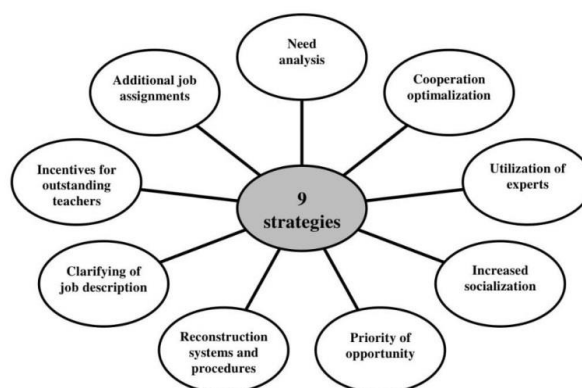 Need
analysis
Additional job
assignments
Cooperation
optimalization
Incentives for
outstanding
teachers
9
strategies
Utilization of
experts
Clarifying of
job description
Increased
socialization
Reconstruction
systems and
procedures
Priority of
opportunity